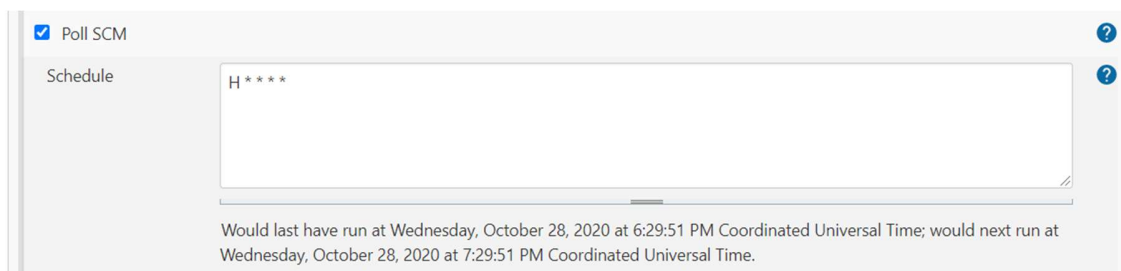 Poll SCM
?
Schedule
H * * * *
?
Would last have run at Wednesday, October 28, 2020 at 6:29:51 PM Coordinated Universal Time; would next run at
Wednesday, October 28, 2020 at 7:29:51 PM Coordinated Universal Time.